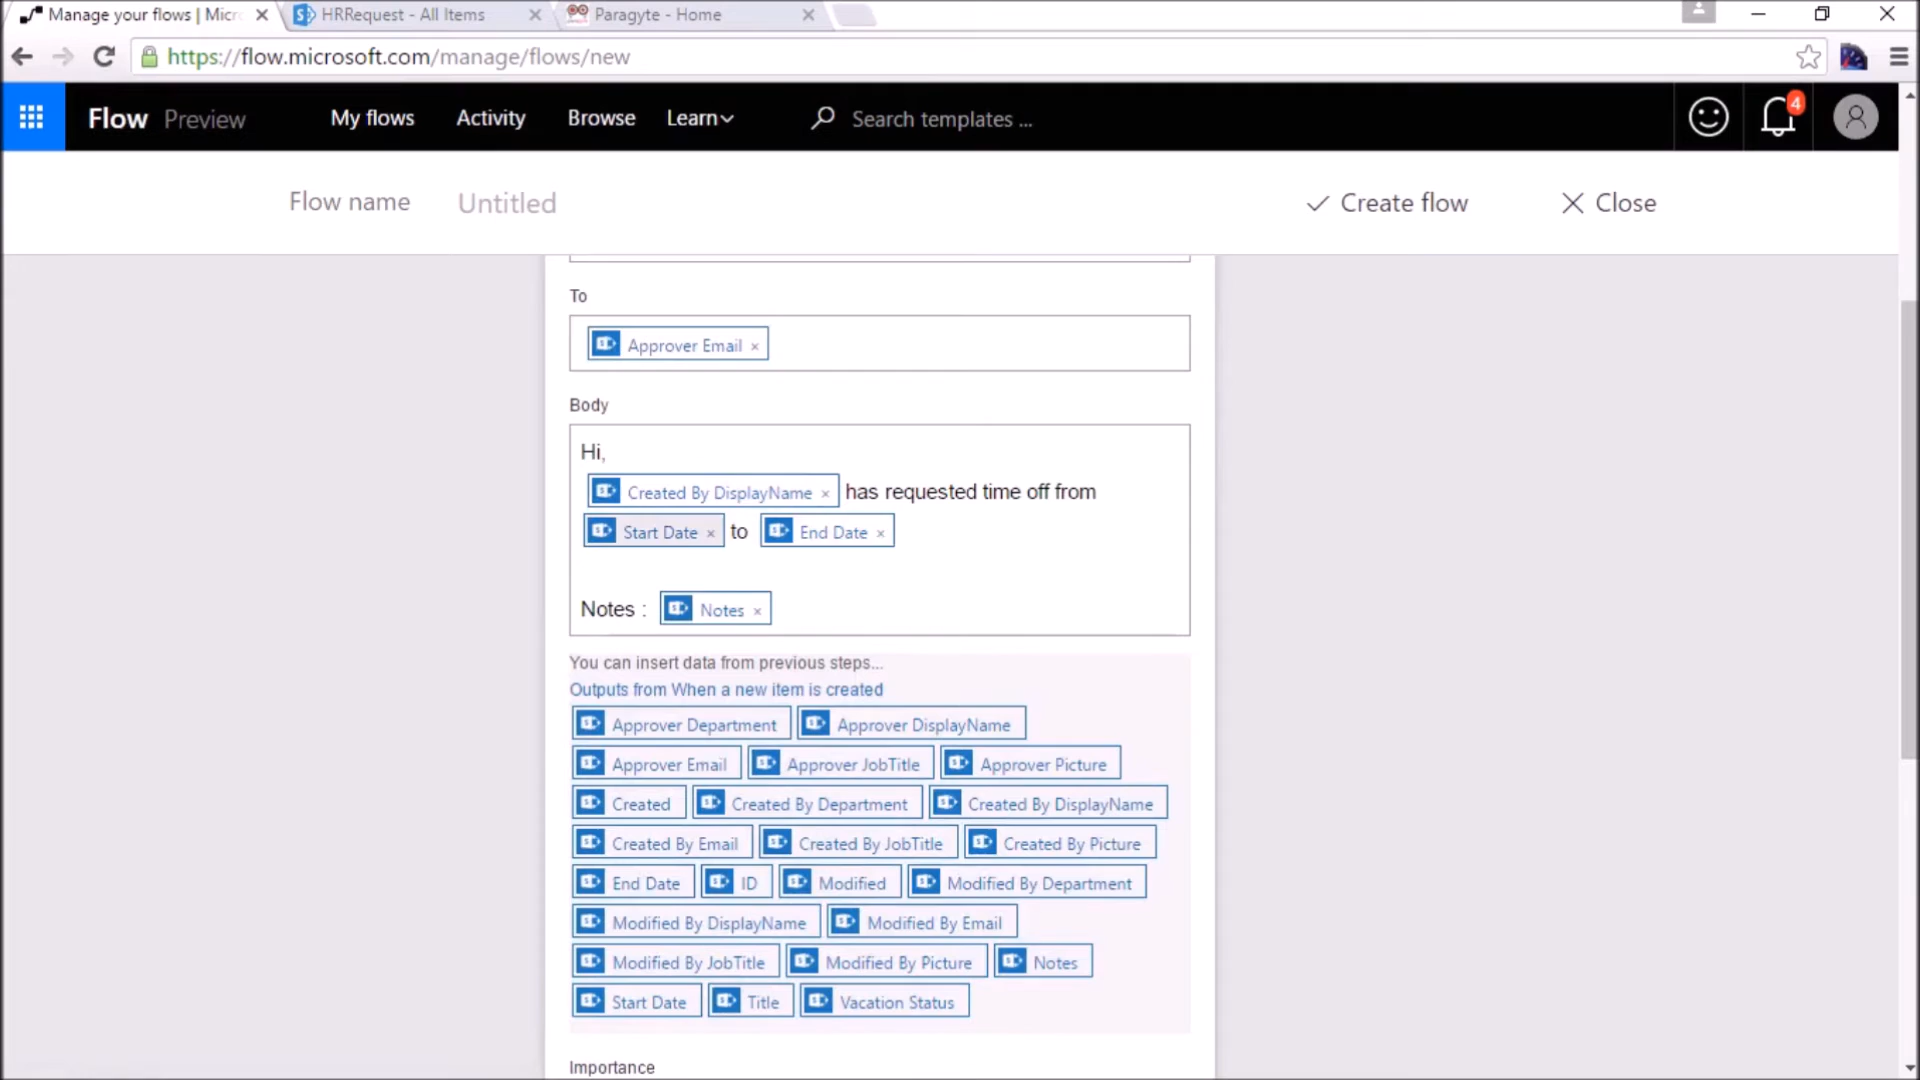 Manage your flows | Micr
HRRequest - All Items
Paragyte - Home
https://flow.microsoft.com/manage/flows/new
Flow Preview My flows Activity Browse Learn Search templates ... 4
Flow name Untitled Create flow Close
To
Approver Email ×
Body
Hi,
Created By DisplayName × has requested time off from
Start Date × to End Date ×
Notes : Notes ×
You can insert data from previous steps...
Outputs from When a new item is created
Approver Department Approver DisplayName
Approver Email Approver JobTitle Approver Picture
Created Created By Department Created By DisplayName
Created By Email Created By JobTitle Created By Picture
End Date ID Modified Modified By Department
Modified By DisplayName Modified By Email
Modified By JobTitle Modified By Picture Notes
Start Date Title Vacation Status
Importance